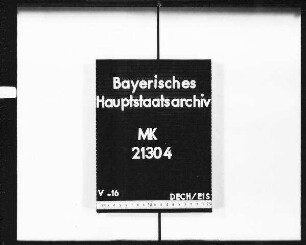 Bayerisches
Hauptstaatsarchiv
MK
21304
V -16
DECH/EIS